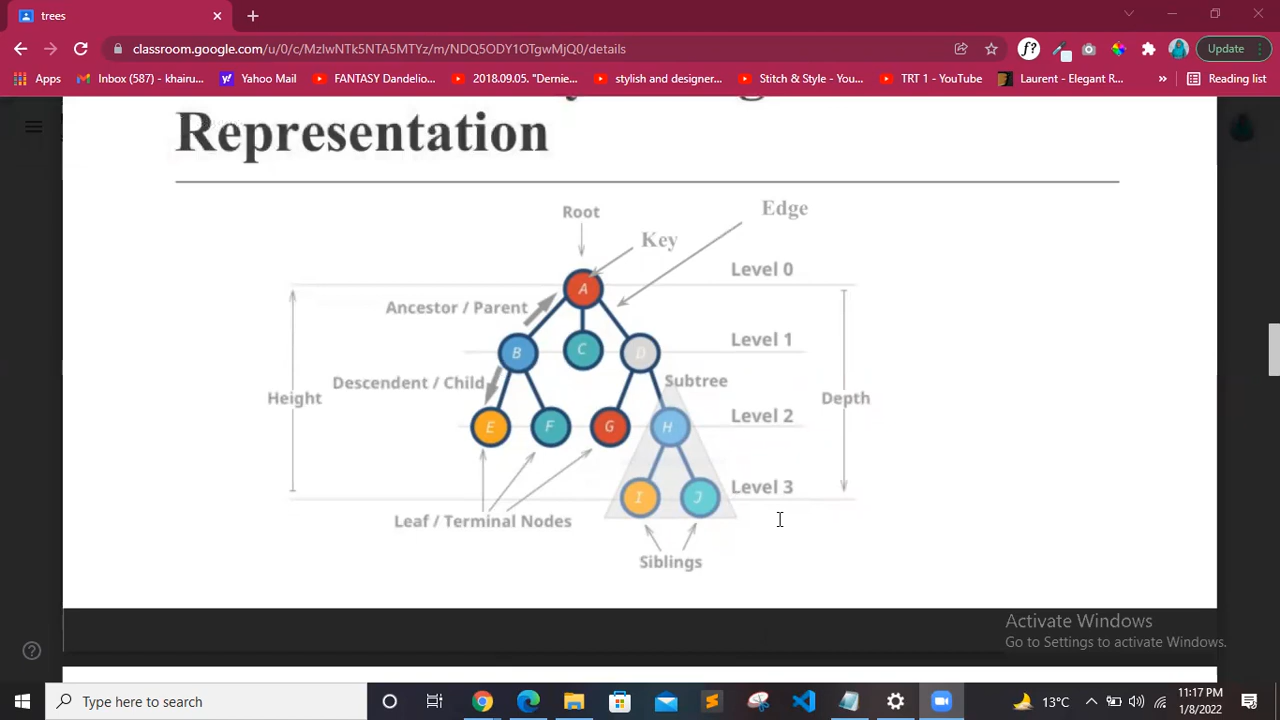 trees
classroom.google.com/u/0/c/MzIwNTk5NTA5MTYz/m/NDQ5ODY1OTgwMjQ0/details
Update
Apps
Inbox (587) - khairu...
Yahoo Mail
FANTASY Dandelio...
2018.09.05. "Dernie...
stylish and designer...
Stitch & Style - You...
TRT 1 - YouTube
Laurent - Elegant R...
»
Reading list
Representation
Root
Edge
Key
Level 0
A
Ancestor / Parent
Level 1
B
C
D
Descendent / Child
Subtree
Height
Depth
Level 2
E
F
G
H
Level 3
I
J
Leaf / Terminal Nodes
Siblings
Activate Windows
Go to Settings to activate Windows.
Type here to search
13°C
11:17 PM
1/8/2022